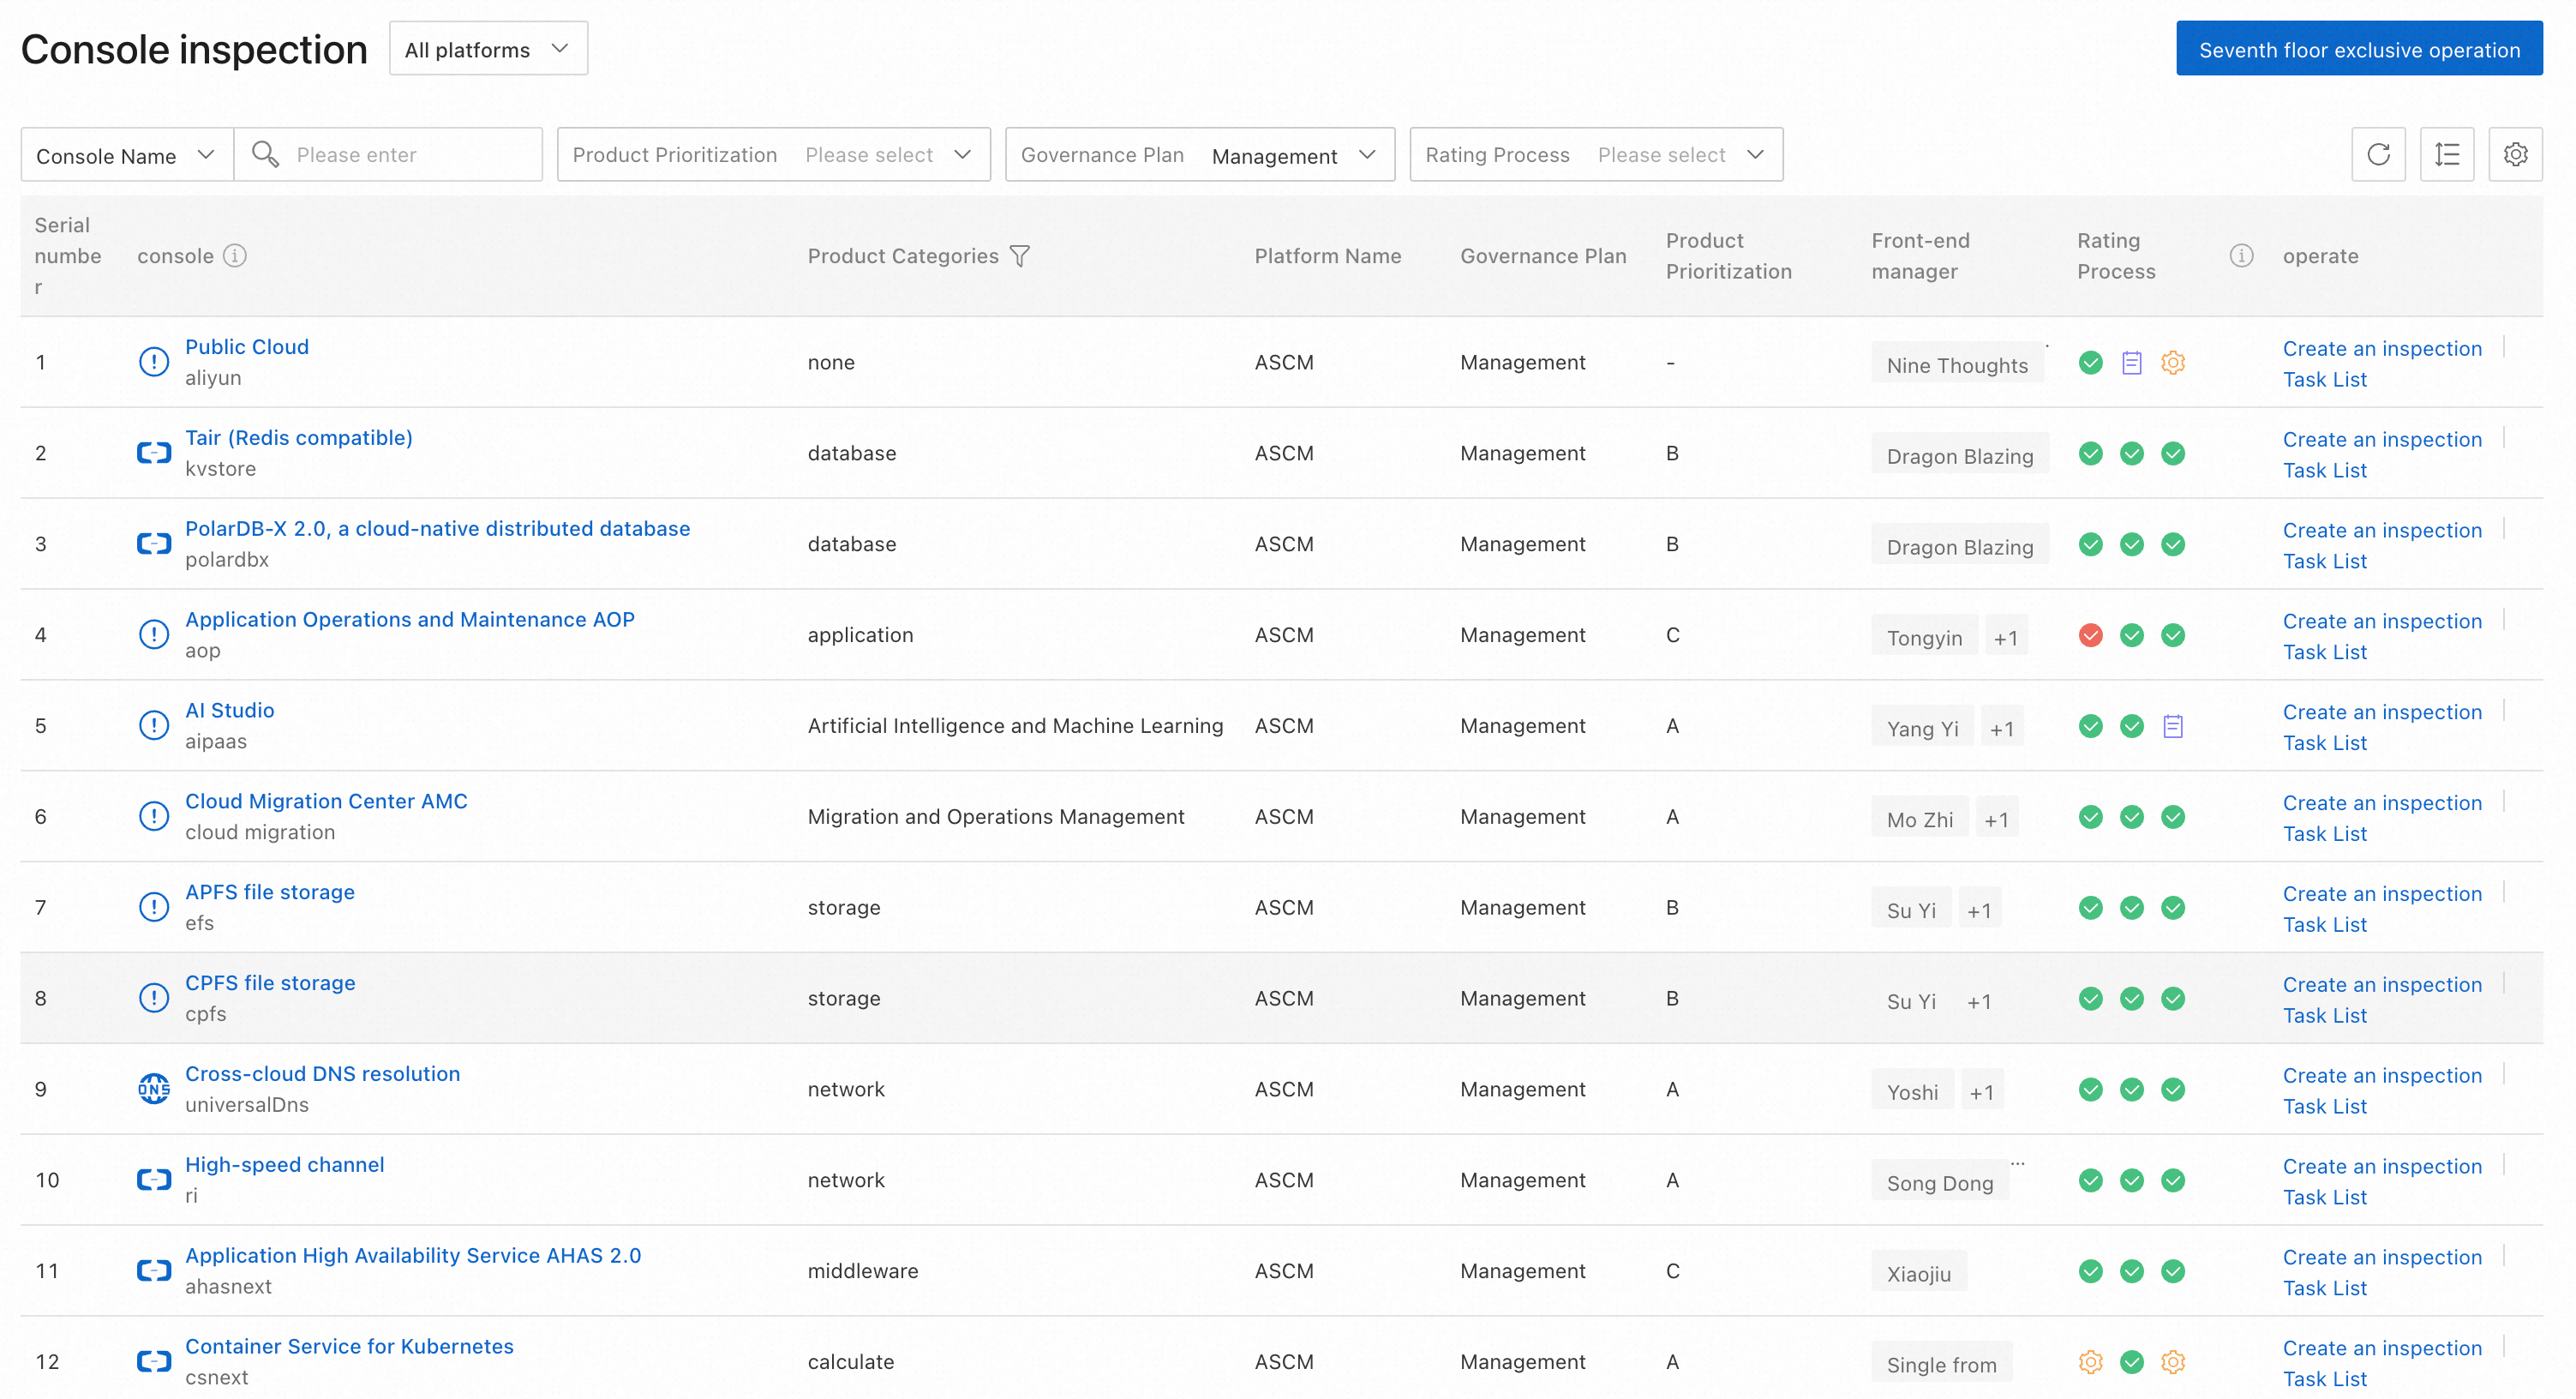 Console inspection
All platforms
Seventh floor exclusive operation
Console Name
Please enter
Product Prioritization Please select
Governance Plan Management
Rating Process Please select
Serial
numbe
r
console
Product Categories
Platform Name
Governance Plan
Product
Prioritization
Front-end
manager
Rating
Process
operate
1
Public Cloud
aliyun
none
ASCM
Management
-
Nine Thoughts
Create an inspection
Task List
2
Tair (Redis compatible)
kvstore
database
ASCM
Management
B
Dragon Blazing
Create an inspection
Task List
3
PolarDB-X 2.0, a cloud-native distributed database
polardbx
database
ASCM
Management
B
Dragon Blazing
Create an inspection
Task List
4
Application Operations and Maintenance AOP
aop
application
ASCM
Management
C
Tongyin +1
Create an inspection
Task List
5
AI Studio
aipaas
Artificial Intelligence and Machine Learning
ASCM
Management
A
Yang Yi +1
Create an inspection
Task List
6
Cloud Migration Center AMC
cloud migration
Migration and Operations Management
ASCM
Management
A
Mo Zhi +1
Create an inspection
Task List
7
APFS file storage
efs
storage
ASCM
Management
B
Su Yi +1
Create an inspection
Task List
8
CPFS file storage
cpfs
storage
ASCM
Management
B
Su Yi +1
Create an inspection
Task List
9
DNS
Cross-cloud DNS resolution
universalDns
network
ASCM
Management
A
Yoshi +1
Create an inspection
Task List
10
High-speed channel
ri
network
ASCM
Management
A
Song Dong ...
Create an inspection
Task List
11
Application High Availability Service AHAS 2.0
ahasnext
middleware
ASCM
Management
C
Xiaojiu
Create an inspection
Task List
12
Container Service for Kubernetes
csnext
calculate
ASCM
Management
A
Single from
Create an inspection
Task List